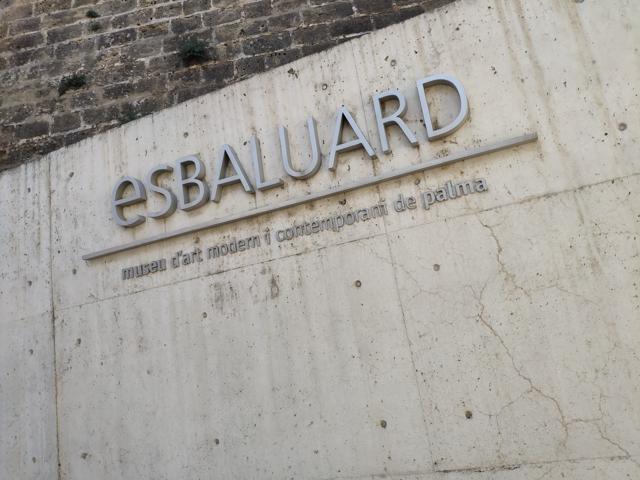 esBALUARD
museu d'art modern i contemporani de palma